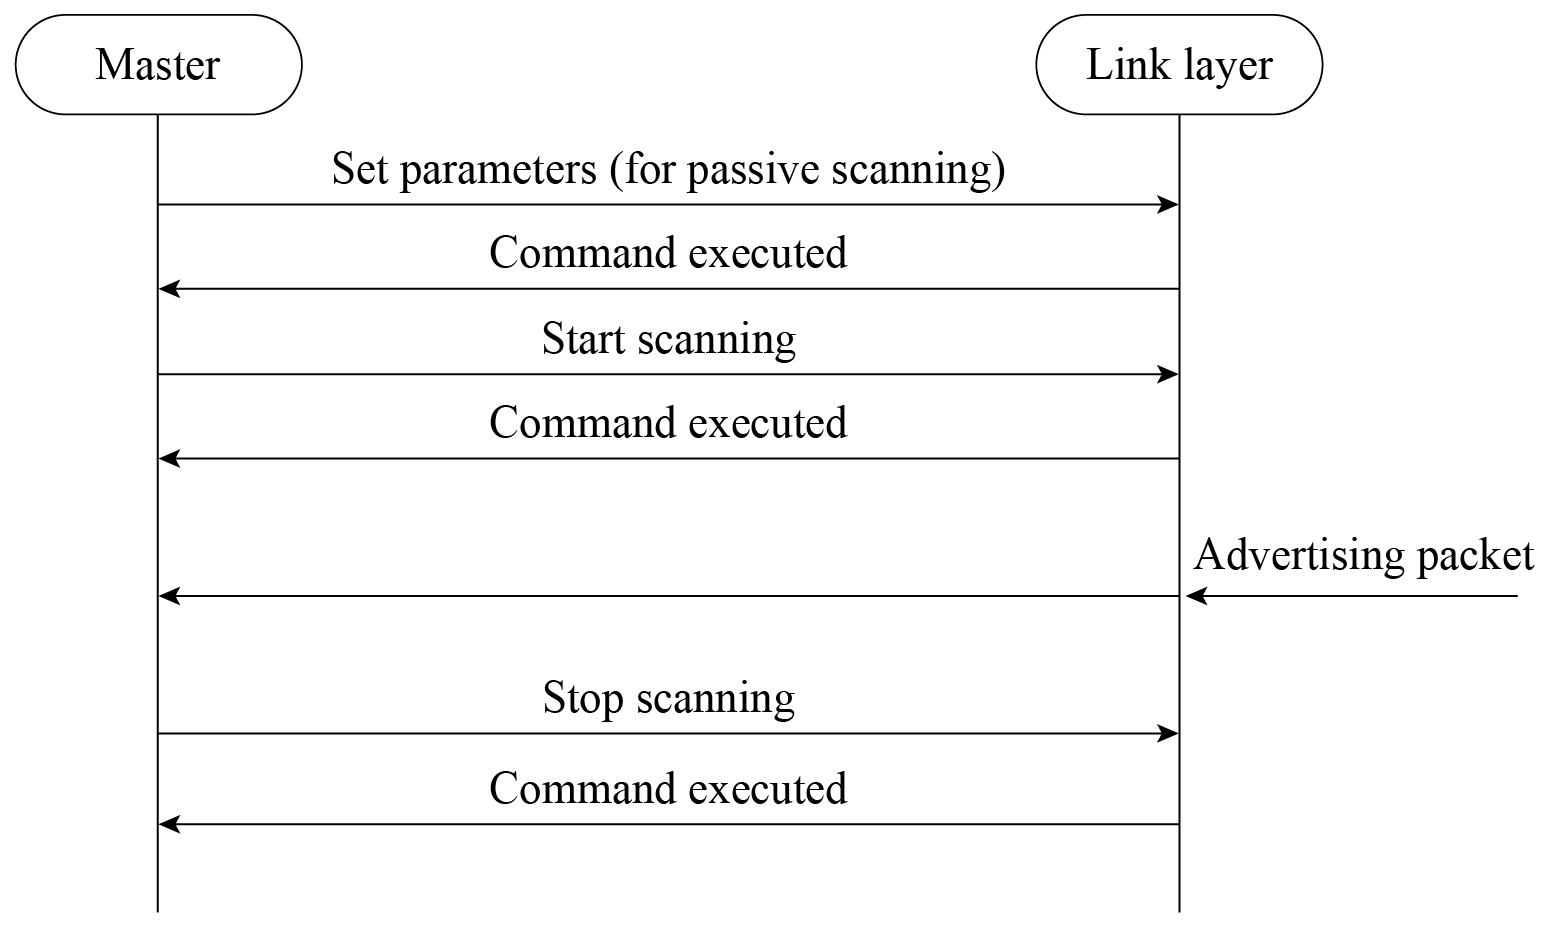 Master
Link layer
Set parameters (for passive scanning)
Command executed
Start scanning
Command executed
Advertising packet
Stop scanning
Command executed